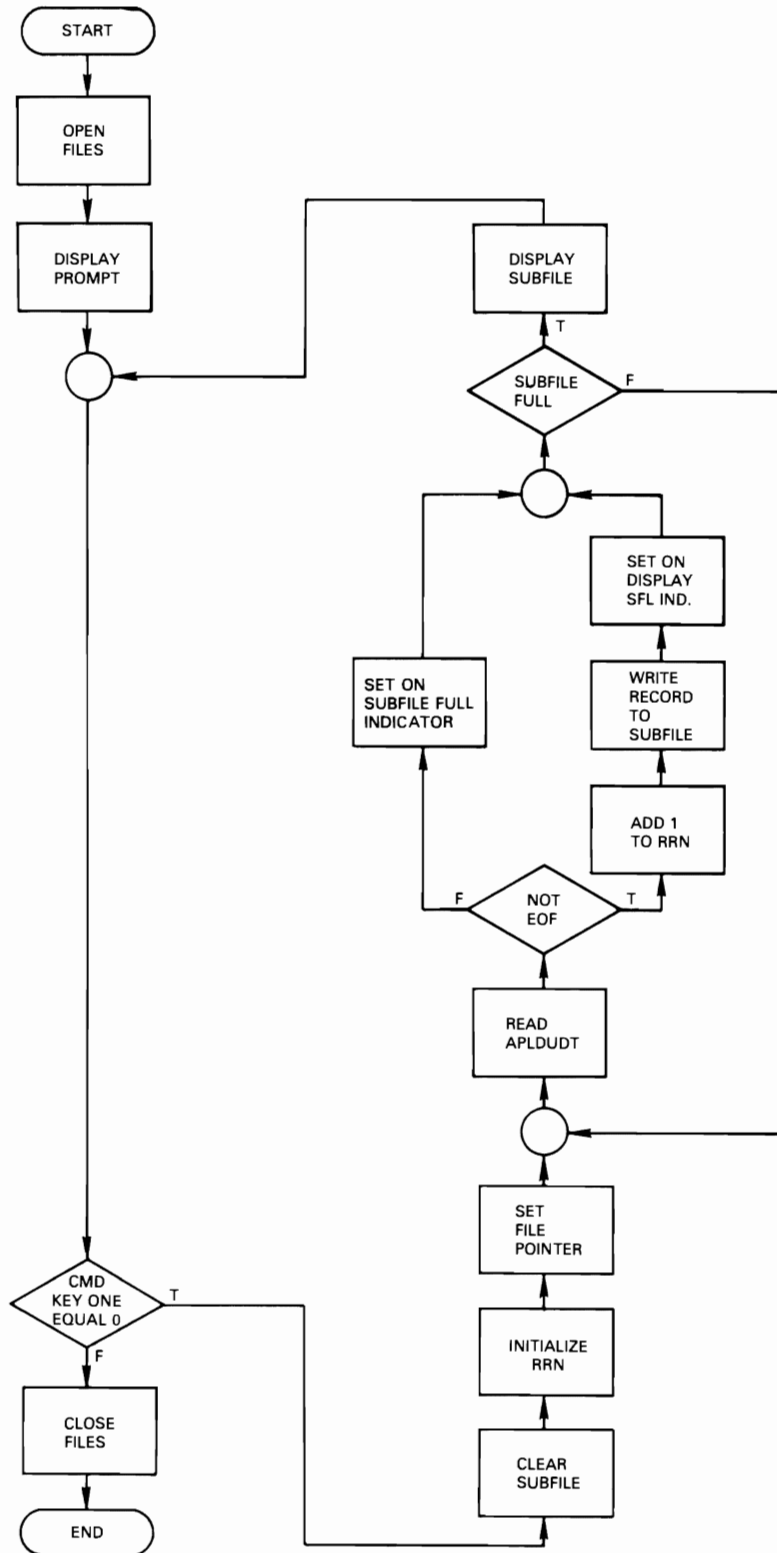 START
OPEN
FILES
DISPLAY
PROMPT
DISPLAY
SUBFILE
T
SUBFILE
FULL
F
SET ON
DISPLAY
SFL IND.
SET ON
SUBFILE FULL
INDICATOR
WRITE
RECORD
TO
SUBFILE
ADD 1
TO RRN
F
NOT
EOF
T
READ
APLDUDT
SET
FILE
POINTER
CMD
KEY ONE
EQUAL 0
T
F
INITIALIZE
RRN
CLOSE
FILES
CLEAR
SUBFILE
END